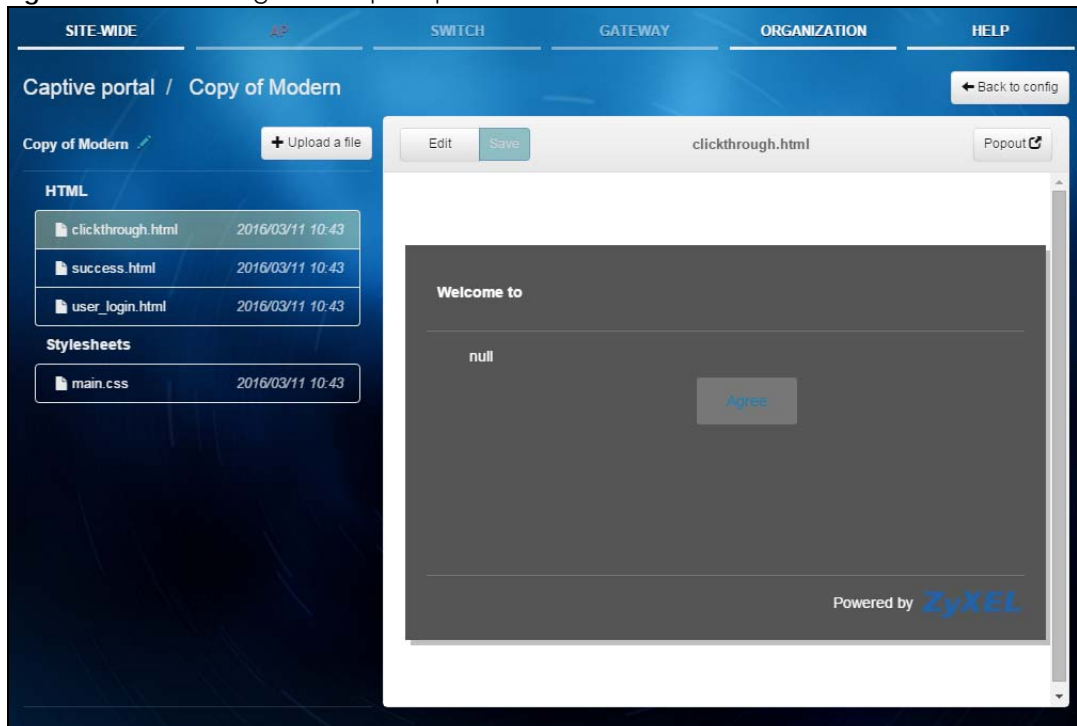 SITE-WIDE AP SWITCH GATEWAY ORGANIZATION HELP
Captive portal / Copy of Modern
Back to config
Copy of Modern
+ Upload a file
HTML
clickthrough.html 2016/03/11 10:43
success.html 2016/03/11 10:43
user_login.html 2016/03/11 10:43
Stylesheets
main.css 2016/03/11 10:43
Edit Save clickthrough.html Popout
Welcome to
null
Agree
Powered by ZyXEL